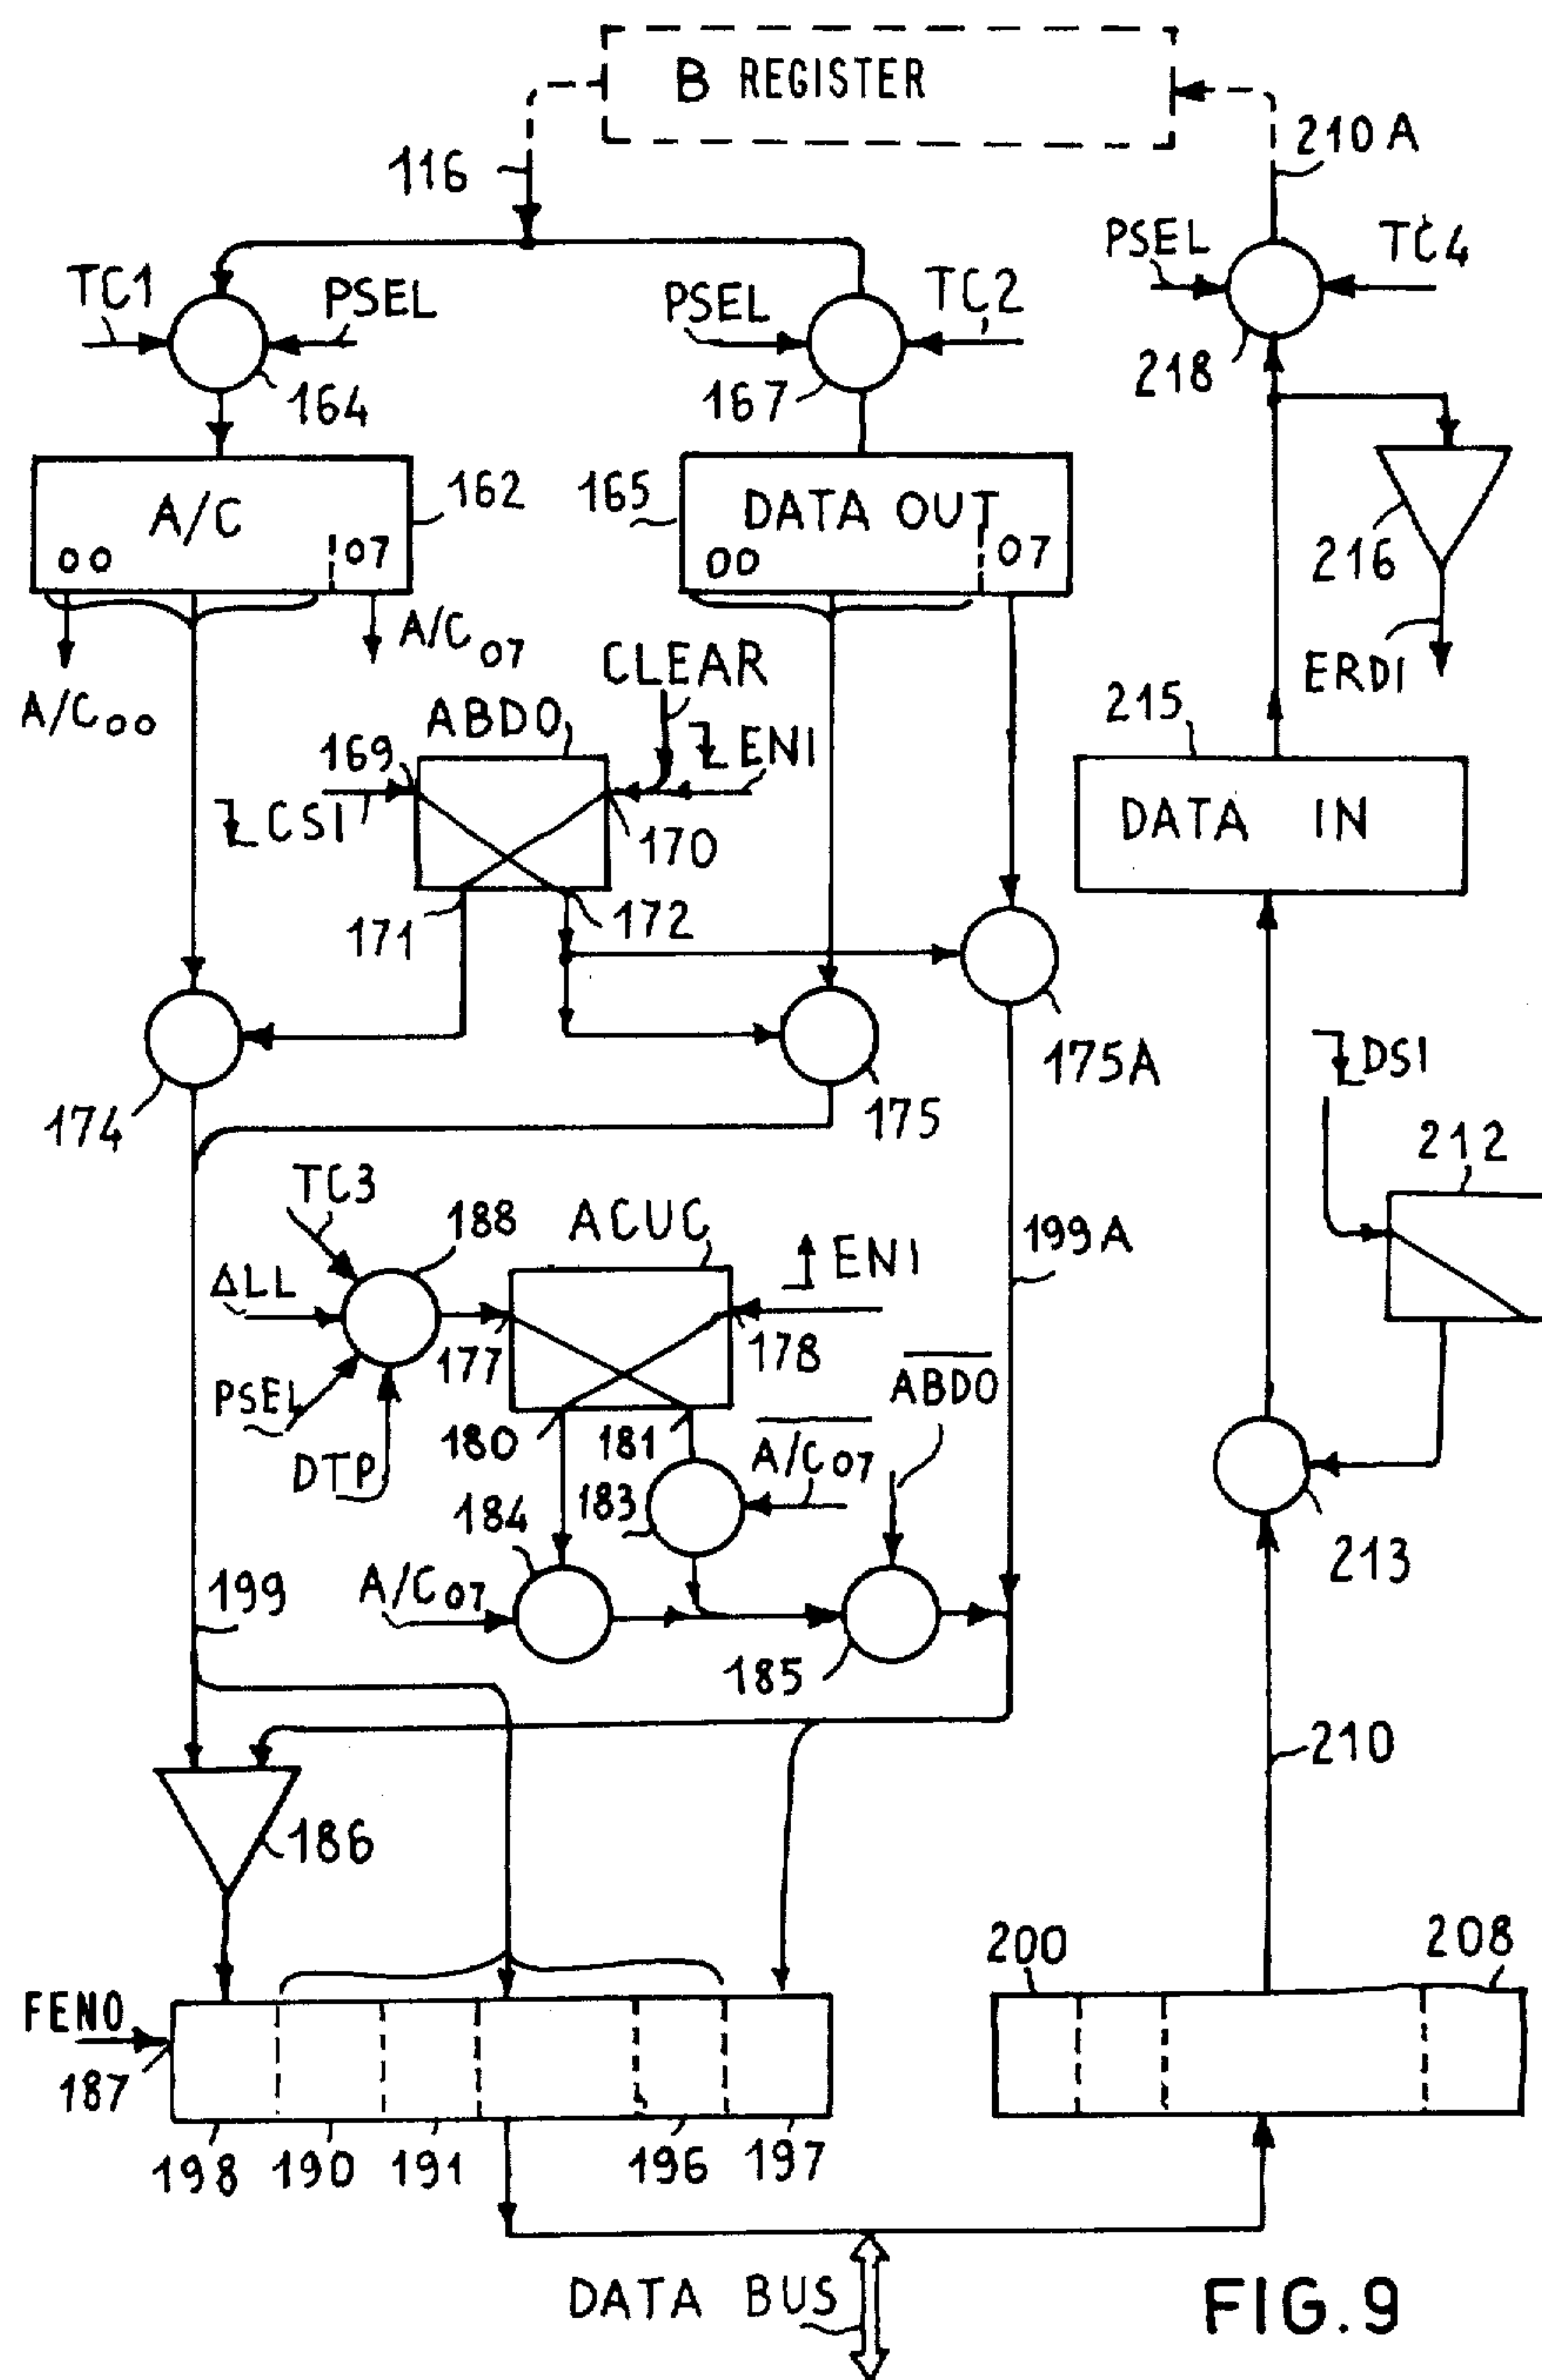 B REGISTER
116
210A
TC1
PSEL
PSEL
TC2
PSEL
TC4
164
167
218
A/C
00
07
162
165
DATA OUT
00
07
216
A/C00
A/C07
CLEAR
ERDI
ABDO
169
CSI
ENI
170
171
172
215
DATA IN
174
175
175A
DSI
212
TC3
188
ΔLL
PSEL
DTP
ACUC
ENI
177
178
199A
180
181
A/C07
ABDO
183
184
A/C07
185
213
199
210
186
FENO
187
200
208
198
190
191
196
197
DATA BUS
FIG.9